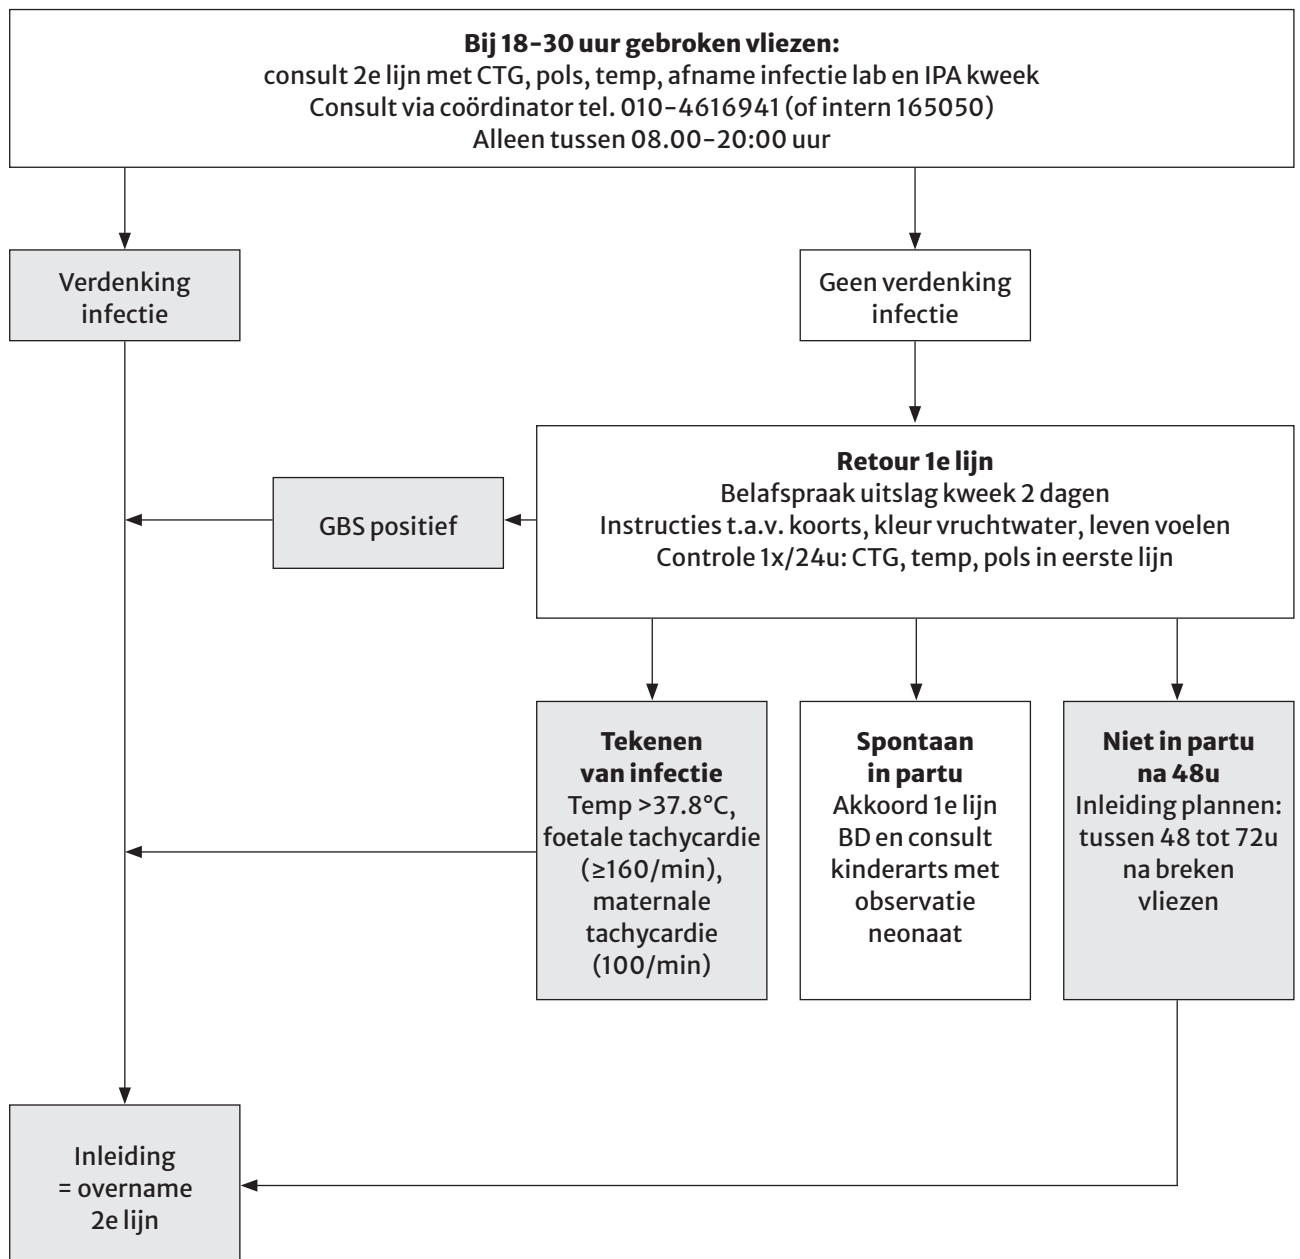 Bij 18-30 uur gebroken vliezen:
consult 2e lijn met CTG, pols, temp, afname infectie lab en IPA kweek
Consult via coördinator tel. 010-4616941 (of intern 165050)
Alleen tussen 08.00-20:00 uur
Verdenking
infectie
Geen verdenking
infectie
Retour 1e lijn
Belafspraak uitslag kweek 2 dagen
Instructies t.a.v. koorts, kleur vruchtwater, leven voelen
Controle 1x/24u: CTG, temp, pols in eerste lijn
GBS positief
Tekenen
van infectie
Temp >37.8°C,
foetale tachycardie
(≥160/min),
maternale
tachycardie
(100/min)
Spontaan
in partu
Akkoord 1e lijn
BD en consult
kinderarts met
observatie
neonaat
Niet in partu
na 48u
Inleiding plannen:
tussen 48 tot 72u
na breken
vliezen
Inleiding
= overname
2e lijn